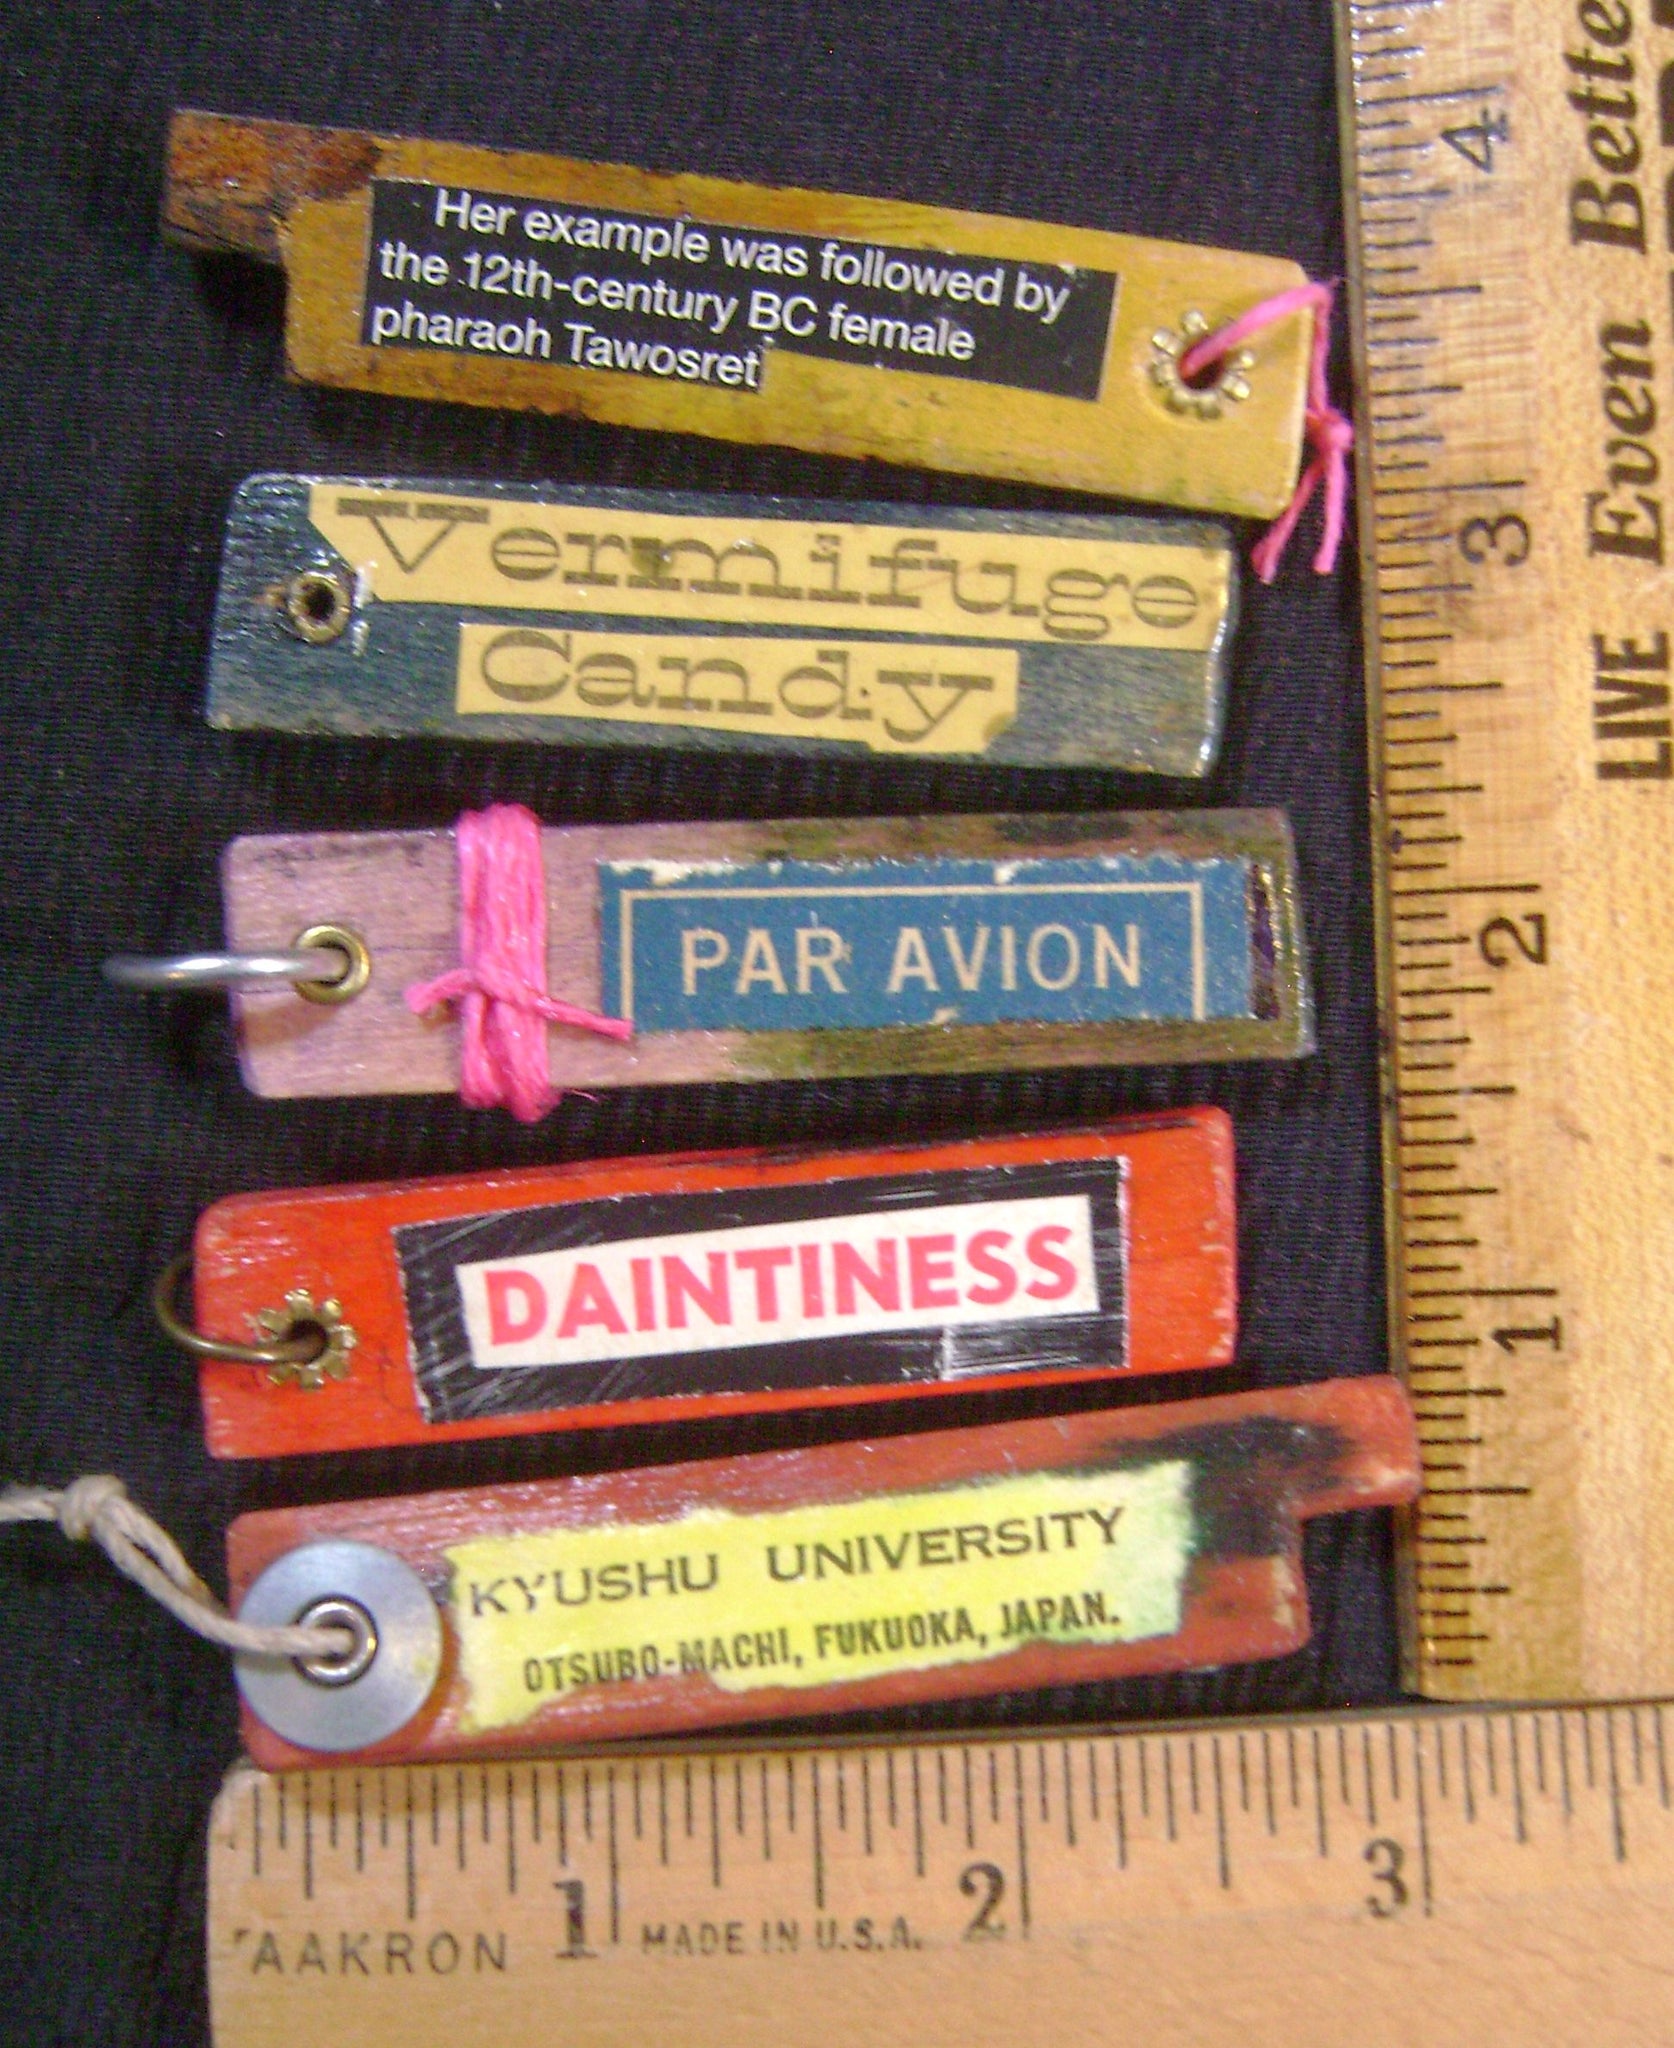 Her example was followed by
the 12th-century BC female
pharaoh Tawosret
Vermifuge
Candy
PAR AVION
DAINTINESS
KYUSHU UNIVERSITY
OTSUBO-MACHI, FUKUOKA, JAPAN.
4
3
2
1
Even Bette
LIVE
1
2
3
AAKRON
MADE IN U.S.A.